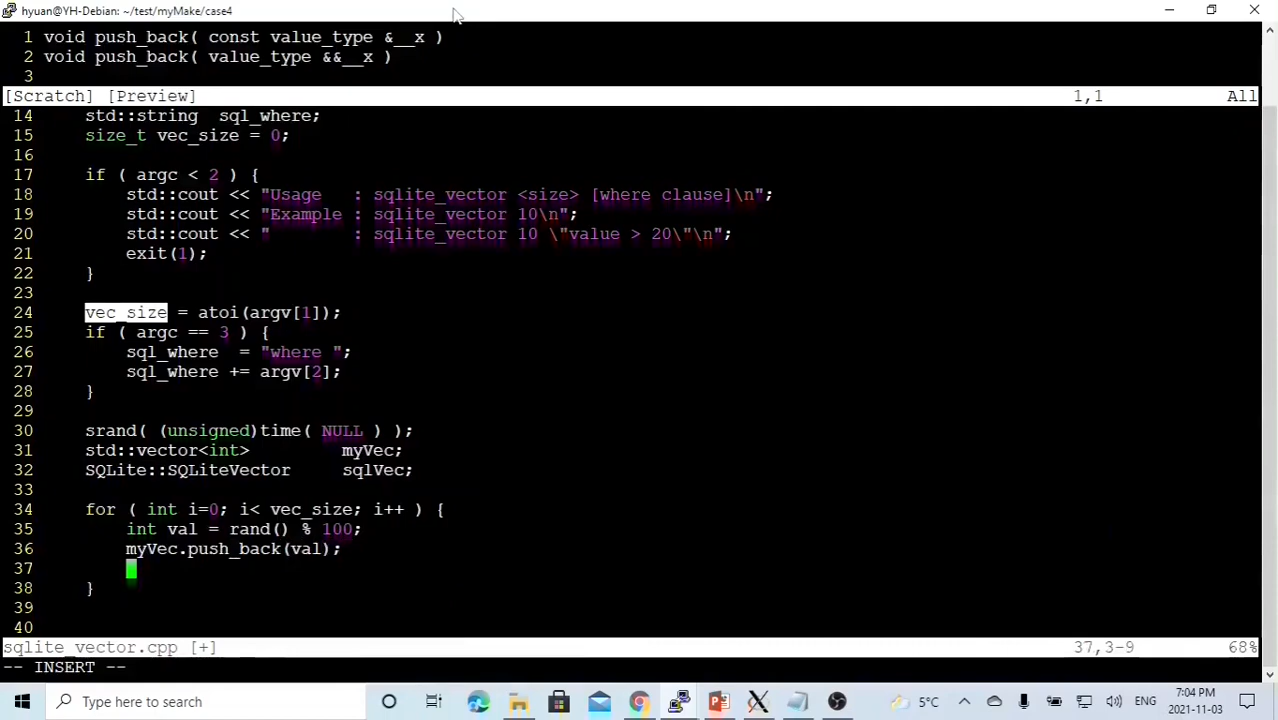 hyuan@YH-Debian: ~/test/myMake/case4
1 void push_back( const value_type &__x )
2 void push_back( value_type &&__x )
3
[Scratch] [Preview] 1,1 All
14 std::string  sql_where;
15 size_t vec_size = 0;
16
17 if ( argc < 2 ) {
18 std::cout << "Usage   : sqlite_vector <size> [where clause]\n";
19 std::cout << "Example : sqlite_vector 10\n";
20 std::cout << "        : sqlite_vector 10 \"value > 20\"\n";
21 exit(1);
22 }
23
24 vec_size = atoi(argv[1]);
25 if ( argc == 3 ) {
26 sql_where  = "where ";
27 sql_where += argv[2];
28 }
29
30 srand( (unsigned)time( NULL ) );
31 std::vector<int>         myVec;
32 SQLite::SQLiteVector     sqlVec;
33
34 for ( int i=0; i< vec_size; i++ ) {
35 int val = rand() % 100;
36 myVec.push_back(val);
37
38 }
39
40
sqlite_vector.cpp [+] 37,3-9 68%
-- INSERT --
Type here to search
5°C
ENG
7:04 PM
2021-11-03